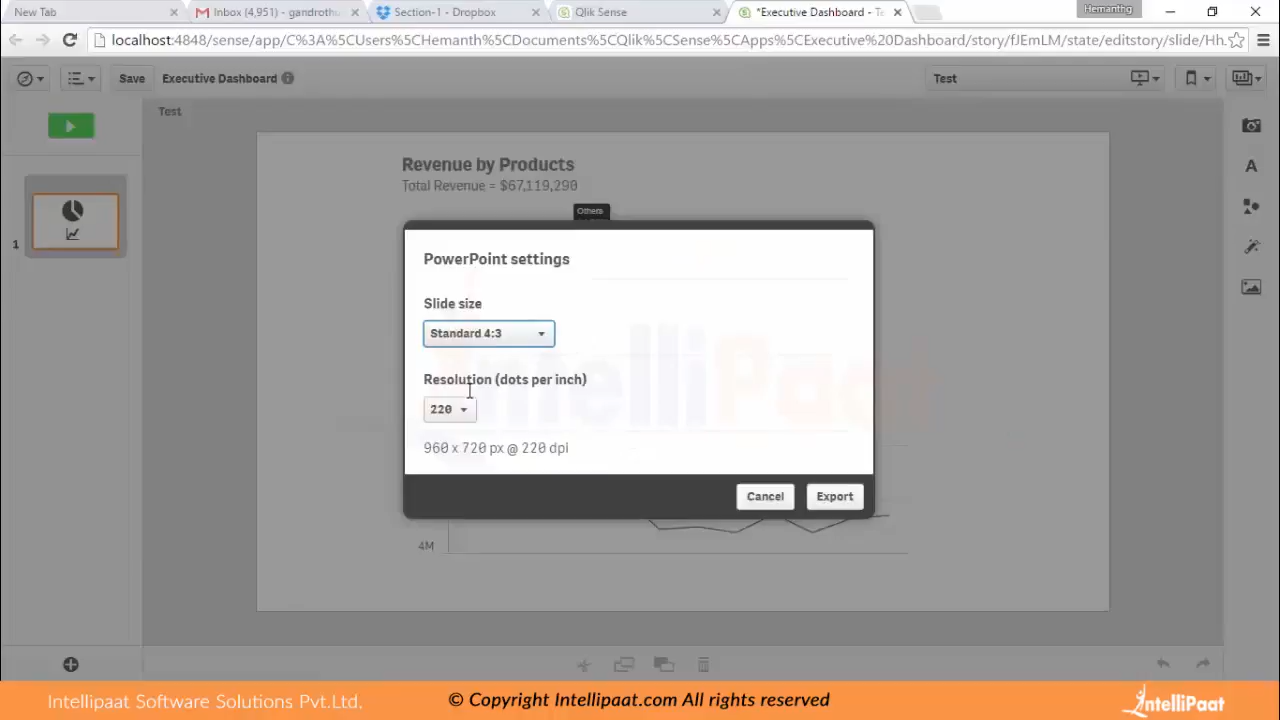 New Tab
Inbox (4,951) - gandrothu
Section-1 - Dropbox
Qlik Sense
*Executive Dashboard - Te
Hemanthg
localhost:4848/sense/app/C%3A%5CUsers%5CHemanth%5CDocuments%5CQlik%5CSense%5CApps%5CExecutive%20Dashboard/story/fJEmLM/state/editstory/slide/Hh.
Save
Executive Dashboard
Test
Test
Revenue by Products
Total Revenue = $67,119,290
Others
1
PowerPoint settings
Slide size
Standard 4:3
Resolution (dots per inch)
220
960 x 720 px @ 220 dpi
Cancel
Export
IntelliPaat
4M
Intellipaat Software Solutions Pvt.Ltd.
© Copyright Intellipaat.com All rights reserved
IntelliPaat